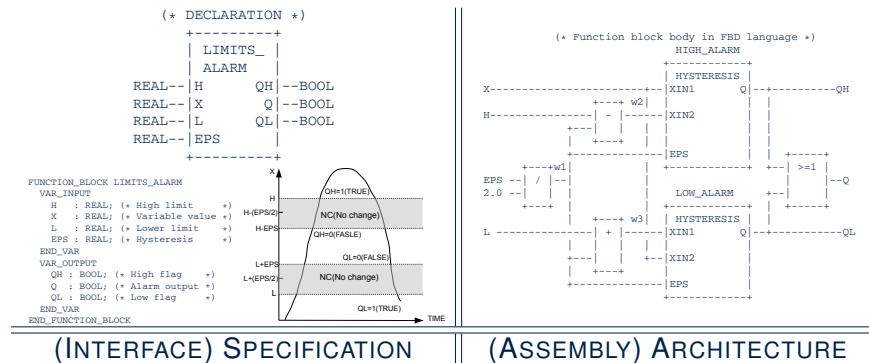 (* DECLARATION *)
+-----------+
| LIMITS_ |
| ALARM |
REAL--|H QH|--BOOL
REAL--|X Q|--BOOL
REAL--|L QL|--BOOL
REAL--|EPS |
+-----------+
FUNCTION_BLOCK LIMITS_ALARM
VAR_INPUT
H : REAL; (* High limit *)
X : REAL; (* Variable value *)
L : REAL; (* Lower limit *)
EPS : REAL; (* Hysteresis *)
END_VAR
VAR_OUTPUT
QH : BOOL; (* High flag *)
Q : BOOL; (* Alarm output *)
QL : BOOL; (* Low flag *)
END_VAR
END_FUNCTION_BLOCK
X
QH=1(TRUE)
H
H-(EPS/2)
NC(No change)
H-EPS
QH=0(FASLE)
QL=0(FALSE)
L+EPS
L+(EPS/2)
NC(No change)
L
QL=1(TRUE)
TIME
(INTERFACE) SPECIFICATION
(* Function block body in FBD language *)
HIGH_ALARM
HYSTERESIS
X XIN1 Q QH
w2
H - XIN2
EPS
w1
EPS / >=1 Q
2.0
LOW_ALARM
HYSTERESIS
w3
L + XIN1 Q QL
XIN2
EPS
(ASSEMBLY) ARCHITECTURE